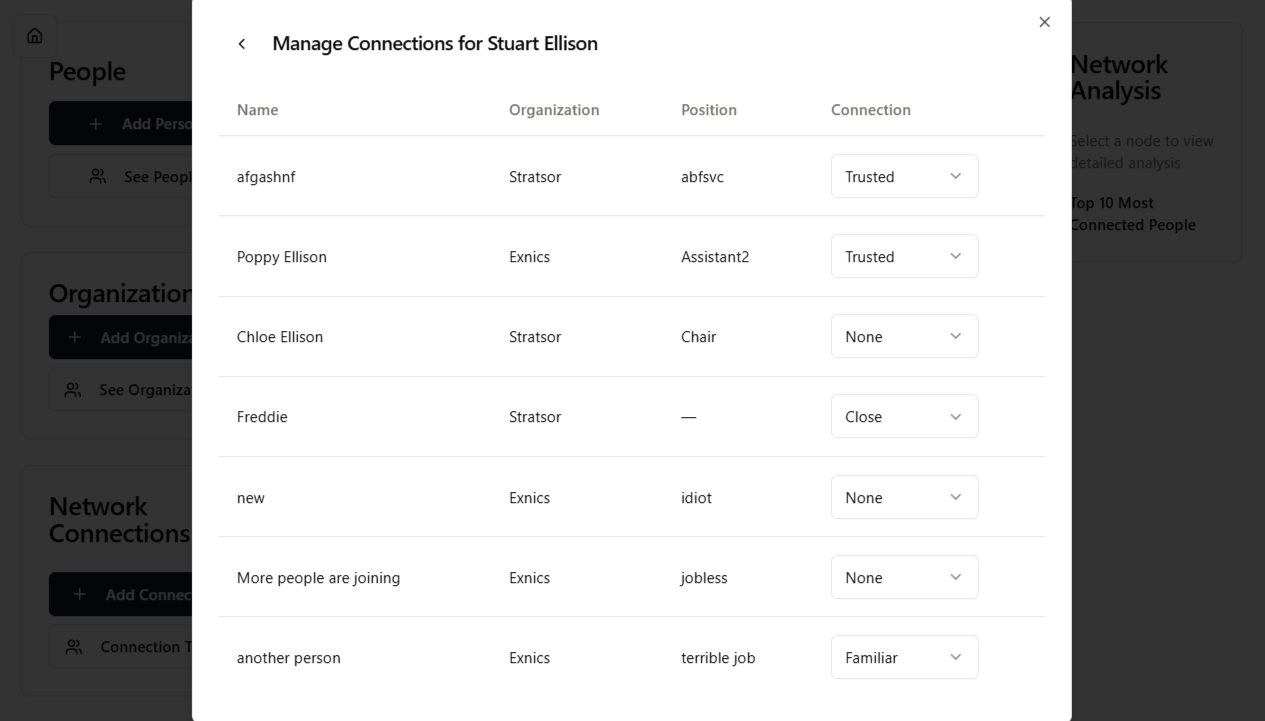 People
Add Perso
See Peopl
Organization
Add Organiza
See Organiza
Network
Connections
Add Connec
Connection T
Manage Connections for Stuart Ellison
Name Organization Position Connection
afgashnf Stratsor abfsvc Trusted
Poppy Ellison Exnics Assistant2 Trusted
Chloe Ellison Stratsor Chair None
Freddie Stratsor — Close
new Exnics idiot None
More people are joining Exnics jobless None
another person Exnics terrible job Familiar
Network
Analysis
Select a node to view
detailed analysis
Top 10 Most
Connected People